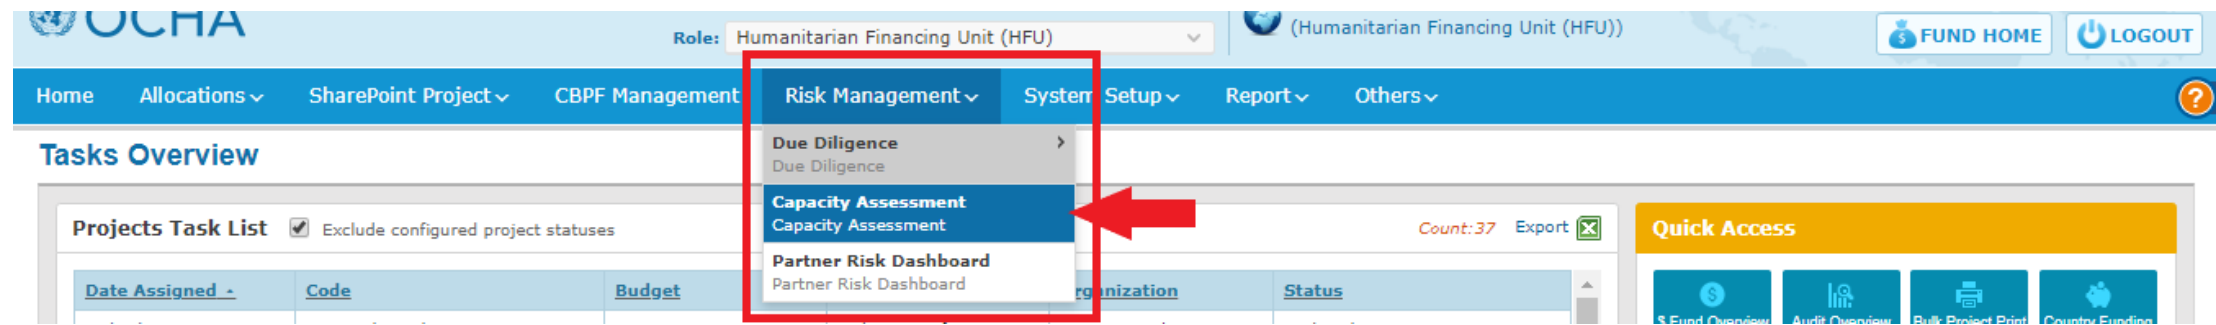 OCHA
Role: Humanitarian Financing Unit (HFU)
(Humanitarian Financing Unit (HFU))
FUND HOME
LOGOUT
Home Allocations SharePoint Project CBPF Management Risk Management System Setup Report Others ?
Tasks Overview
Due Diligence
Due Diligence
Capacity Assessment
Capacity Assessment
Partner Risk Dashboard
Partner Risk Dashboard
Projects Task List Exclude configured project statuses Count:37 Export
Quick Access
Date Assigned Code Budget rganization Status
$ Fund Overview Audit Overview Bulk Project Print Country Funding